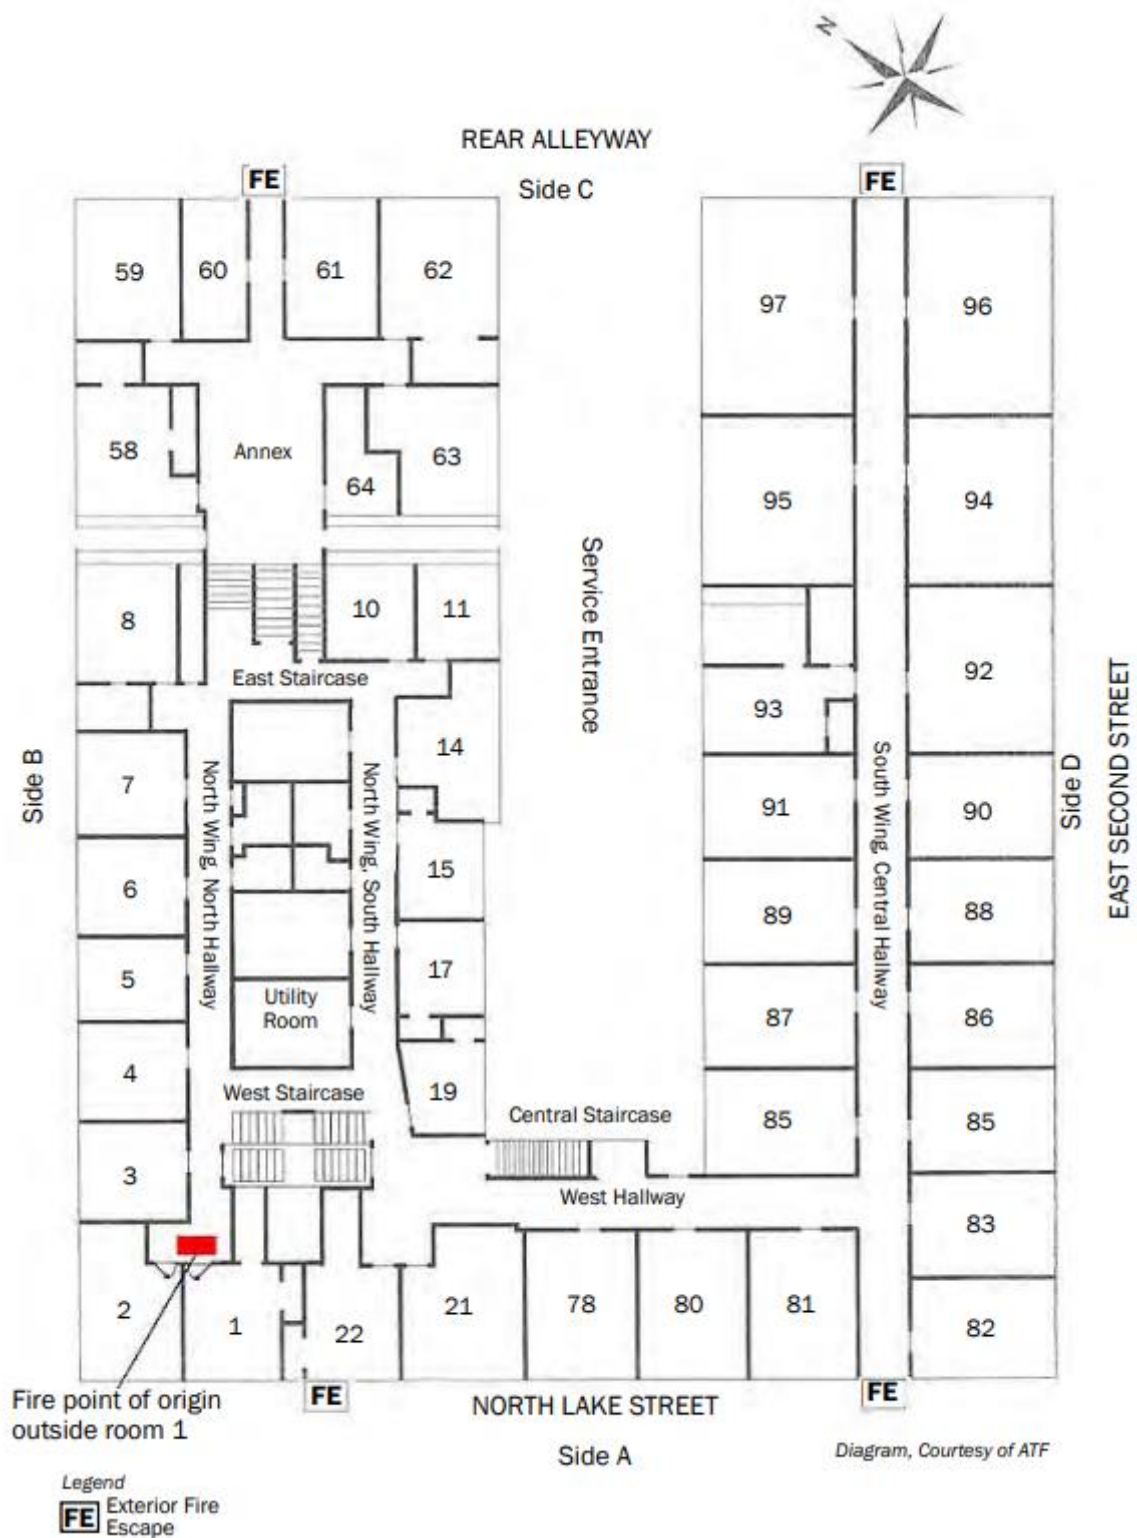 N
REAR ALLEYWAY
FE
Side C
FE
59
60
61
62
97
96
58
Annex
64
63
95
94
8
10
11
Service Entrance
East Staircase
92
93
14
7
Side B
North Wing, North Hallway
North Wing, South Hallway
South Wing, Central Hallway
91
90
Side D
EAST SECOND STREET
6
15
89
88
5
17
Utility
Room
87
86
4
West Staircase
19
Central Staircase
85
85
3
West Hallway
83
2
1
22
21
78
80
81
82
Fire point of origin
outside room 1
FE
NORTH LAKE STREET
FE
Side A
Diagram, Courtesy of ATF
Legend
FE Exterior Fire
Escape